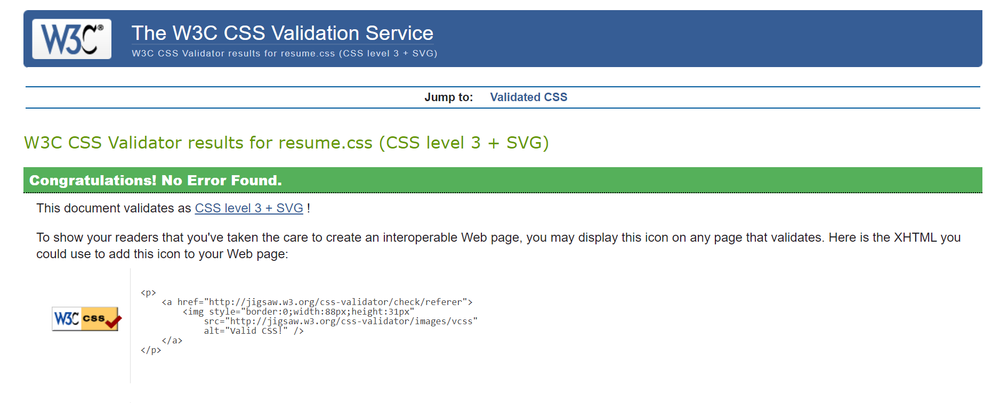 W3C®
The W3C CSS Validation Service
W3C CSS Validator results for resume.css (CSS level 3 + SVG)
Jump to: Validated CSS
W3C CSS Validator results for resume.css (CSS level 3 + SVG)
Congratulations! No Error Found.
This document validates as CSS level 3 + SVG !
To show your readers that you've taken the care to create an interoperable Web page, you may display this icon on any page that validates. Here is the XHTML you
could use to add this icon to your Web page:
W3C css
<p>
    <a href="http://jigsaw.w3.org/css-validator/check/referer">
        <img style="border:0;width:88px;height:31px"
            src="http://jigsaw.w3.org/css-validator/images/vcss"
            alt="Valid CSS!" />
    </a>
</p>